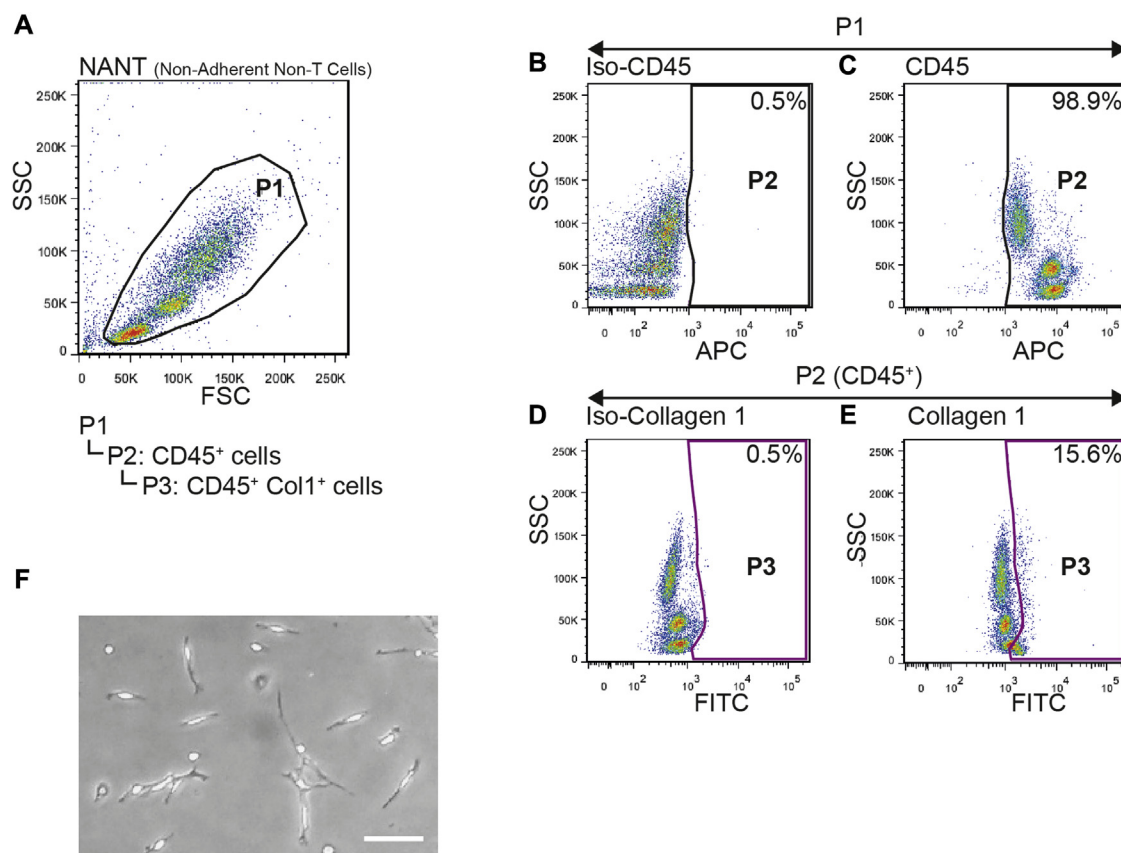 A
NANT (Non-Adherent Non-T Cells)
250K
200K
150K
100K
50K
0
SSC
P1
0 50K 100K 150K 200K 250K
FSC
P1
P2: CD45⁺ cells
P3: CD45⁺ Col1⁺ cells
P1
B
Iso-CD45
0.5%
250K
200K
150K
100K
50K
0
SSC
P2
0 10² 10³ 10⁴ 10⁵
APC
C
CD45
98.9%
250K
200K
150K
100K
50K
0
SSC
P2
0 10² 10³ 10⁴ 10⁵
APC
P2 (CD45⁺)
D
Iso-Collagen 1
0.5%
250K
200K
150K
100K
50K
0
SSC
P3
0 10² 10³ 10⁴ 10⁵
FITC
E
Collagen 1
15.6%
250K
200K
150K
100K
50K
0
-SSC
P3
0 10² 10³ 10⁴ 10⁵
FITC
F